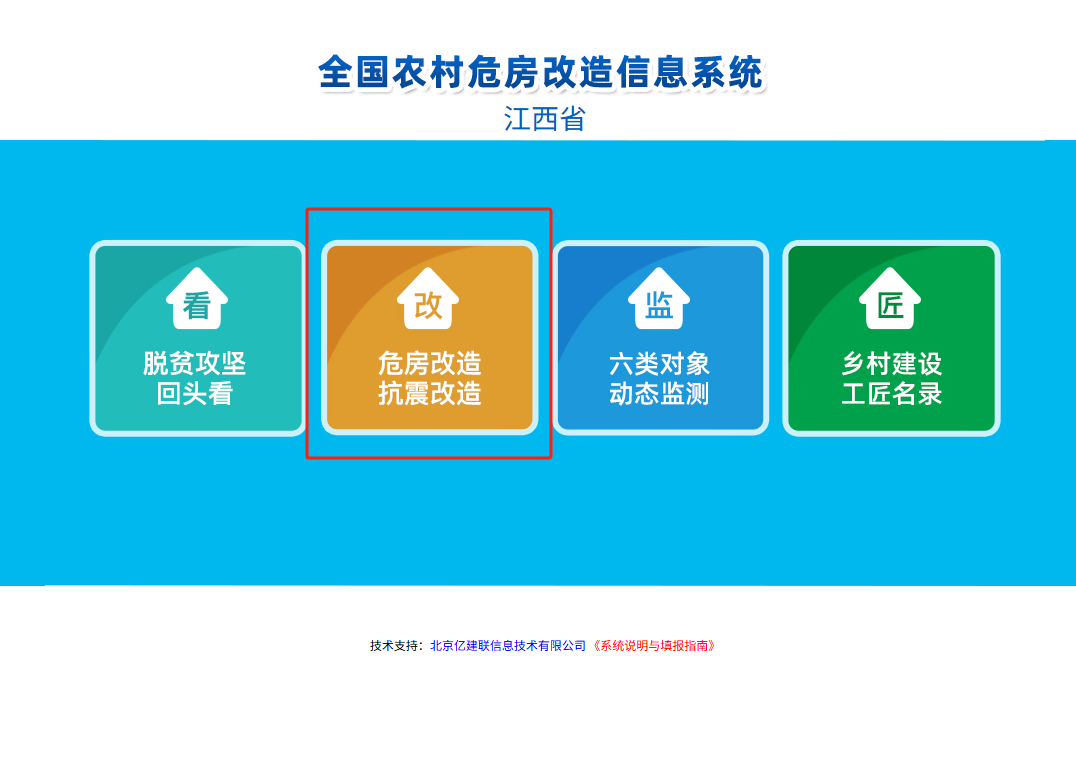 全国农村危房改造信息系统
江西省
看
脱贫攻坚
回头看
改
危房改造
抗震改造
监
六类对象
动态监测
匠
乡村建设
工匠名录
技术支持：北京亿建联信息技术有限公司《系统说明与填报指南》